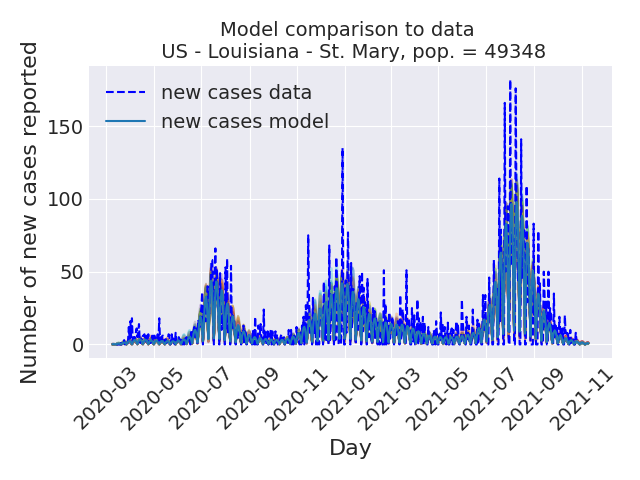 Model comparison to data
US - Louisiana - St. Mary, pop. = 49348
new cases data
new cases model
Number of new cases reported
150
100
50
0
2020-03
2020-05
2020-07
2020-09
2020-11
2021-01
2021-03
2021-05
2021-07
2021-09
2021-11
Day